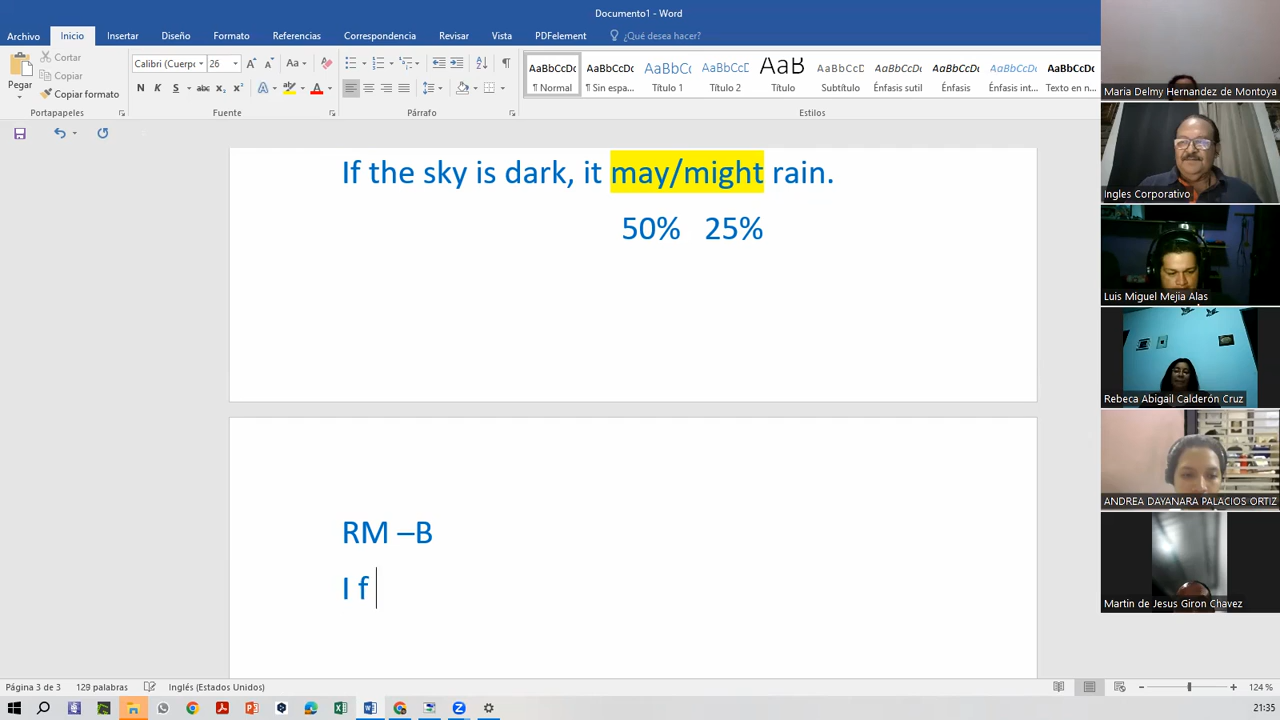 Documento1 - Word
Archivo Inicio Insertar Diseño Formato Referencias Correspondencia Revisar Vista PDFelement ¿Qué desea hacer?
Pegar
Cortar
Copiar
Copiar formato
Portapapeles
Calibri (Cuerpo 26
N K S abc x₂ x²
Fuente
Párrafo
AaBbCcDc AaBbCcDc AaBbCc AaBbCcD AaB AaBbCcD AaBbCcDc AaBbCcDc AaBbCcDc AaBbCcDc
¶ Normal ¶ Sin espa... Título 1 Título 2 Título Subtítulo Énfasis sutil Énfasis Énfasis int... Texto en n...
Estilos
If the sky is dark, it may/might rain.
50% 25%
RM –B
I f
Maria Delmy Hernandez de Montoya
Ingles Corporativo
Luis Miguel Mejia Alas
Rebeca Abigail Calderón Cruz
ANDREA DAYANARA PALACIOS ORTIZ
Martin de Jesus Giron Chavez
Página 3 de 3 129 palabras Inglés (Estados Unidos) 124 %
21:35